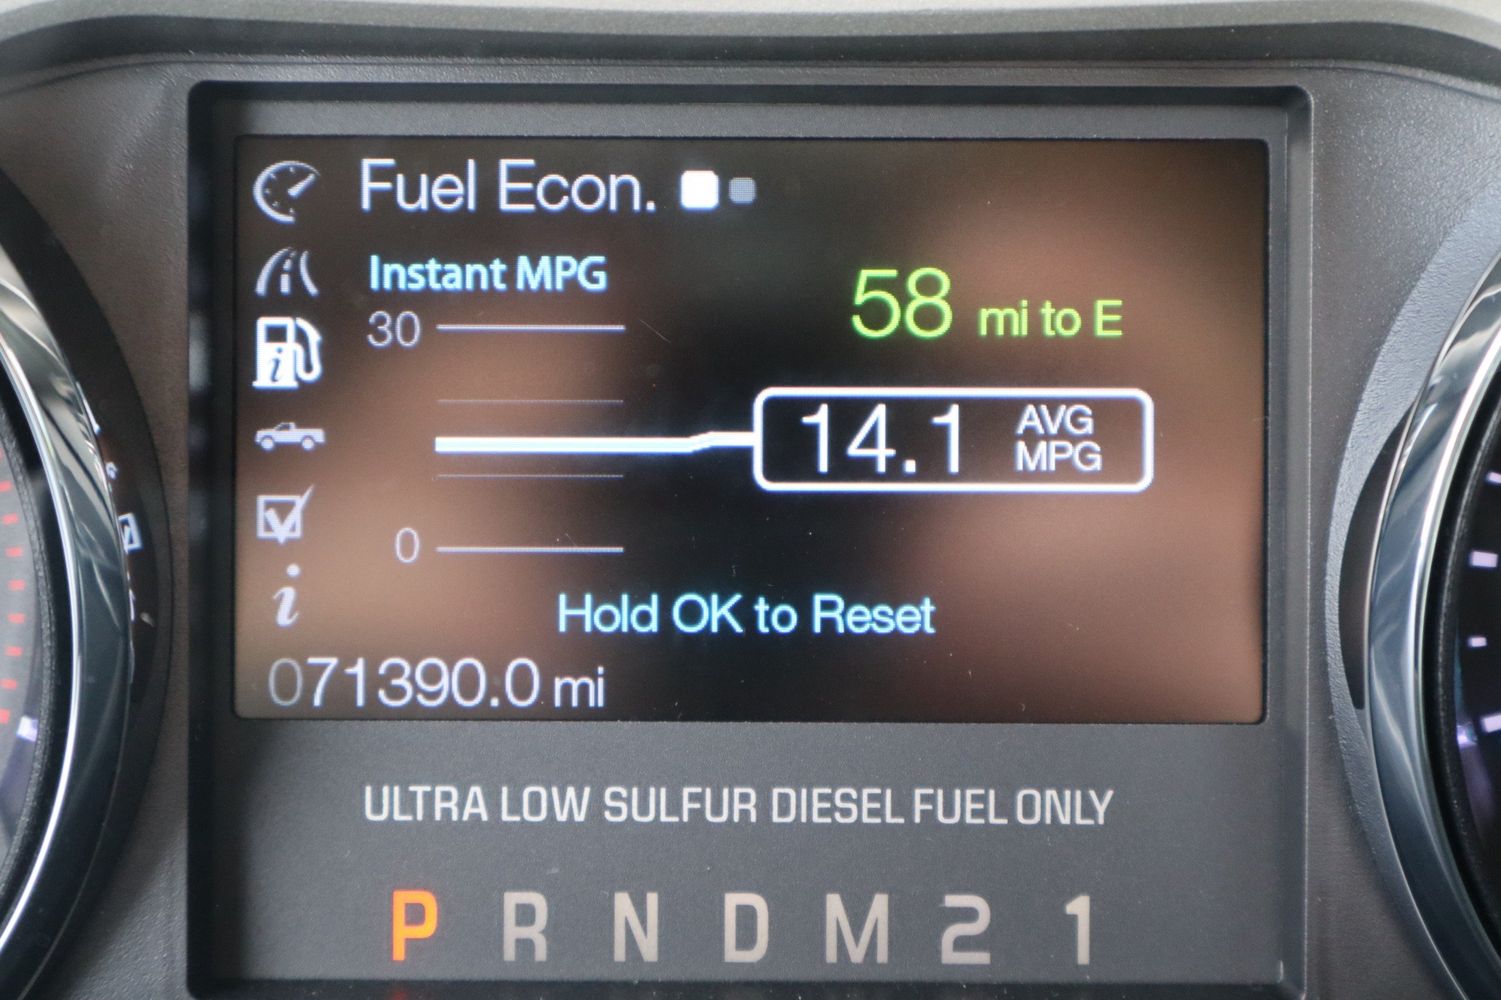 Fuel Econ.
Instant MPG
30
58 mi to E
14.1 AVG MPG
0
Hold OK to Reset
071390.0 mi
ULTRA LOW SULFUR DIESEL FUEL ONLY
P R N D M 2 1